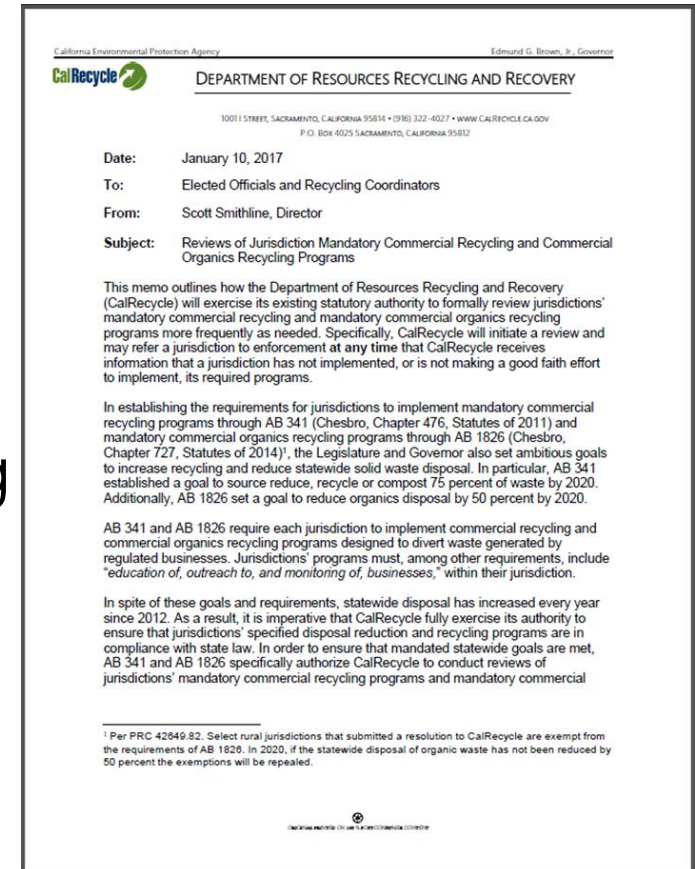 California Environmental Protection Agency
Edmund G. Brown, Jr., Governor
CalRecycle
DEPARTMENT OF RESOURCES RECYCLING AND RECOVERY
1001 I STREET, SACRAMENTO, CALIFORNIA 95814 • (916) 322-4027 • WWW.CALRECYCLE.CA.GOV
P.O. BOX 4025 SACRAMENTO, CALIFORNIA 95812
Date: January 10, 2017
To: Elected Officials and Recycling Coordinators
From: Scott Smithline, Director
Subject: Reviews of Jurisdiction Mandatory Commercial Recycling and Commercial
Organics Recycling Programs
This memo outlines how the Department of Resources Recycling and Recovery
(CalRecycle) will exercise its existing statutory authority to formally review jurisdictions'
mandatory commercial recycling and mandatory commercial organics recycling
programs more frequently as needed. Specifically, CalRecycle will initiate a review and
may refer a jurisdiction to enforcement at any time that CalRecycle receives
information that a jurisdiction has not implemented, or is not making a good faith effort
to implement, its required programs.
In establishing the requirements for jurisdictions to implement mandatory commercial
recycling programs through AB 341 (Chesbro, Chapter 476, Statutes of 2011) and
mandatory commercial organics recycling programs through AB 1826 (Chesbro,
Chapter 727, Statutes of 2014)¹, the Legislature and Governor also set ambitious goals
to increase recycling and reduce statewide solid waste disposal. In particular, AB 341
established a goal to source reduce, recycle or compost 75 percent of waste by 2020.
Additionally, AB 1826 set a goal to reduce organics disposal by 50 percent by 2020.
g
AB 341 and AB 1826 require each jurisdiction to implement commercial recycling and
commercial organics recycling programs designed to divert waste generated by
regulated businesses. Jurisdictions' programs must, among other requirements, include
"education of, outreach to, and monitoring of, businesses," within their jurisdiction.
In spite of these goals and requirements, statewide disposal has increased every year
since 2012. As a result, it is imperative that CalRecycle fully exercise its authority to
ensure that jurisdictions' specified disposal reduction and recycling programs are in
compliance with state law. In order to ensure that mandated statewide goals are met,
AB 341 and AB 1826 specifically authorize CalRecycle to conduct reviews of
jurisdictions' mandatory commercial recycling programs and mandatory commercial
¹ Per PRC 42649.82. Select rural jurisdictions that submitted a resolution to CalRecycle are exempt from
the requirements of AB 1826. In 2020, if the statewide disposal of organic waste has not been reduced by
50 percent the exemptions will be repealed.